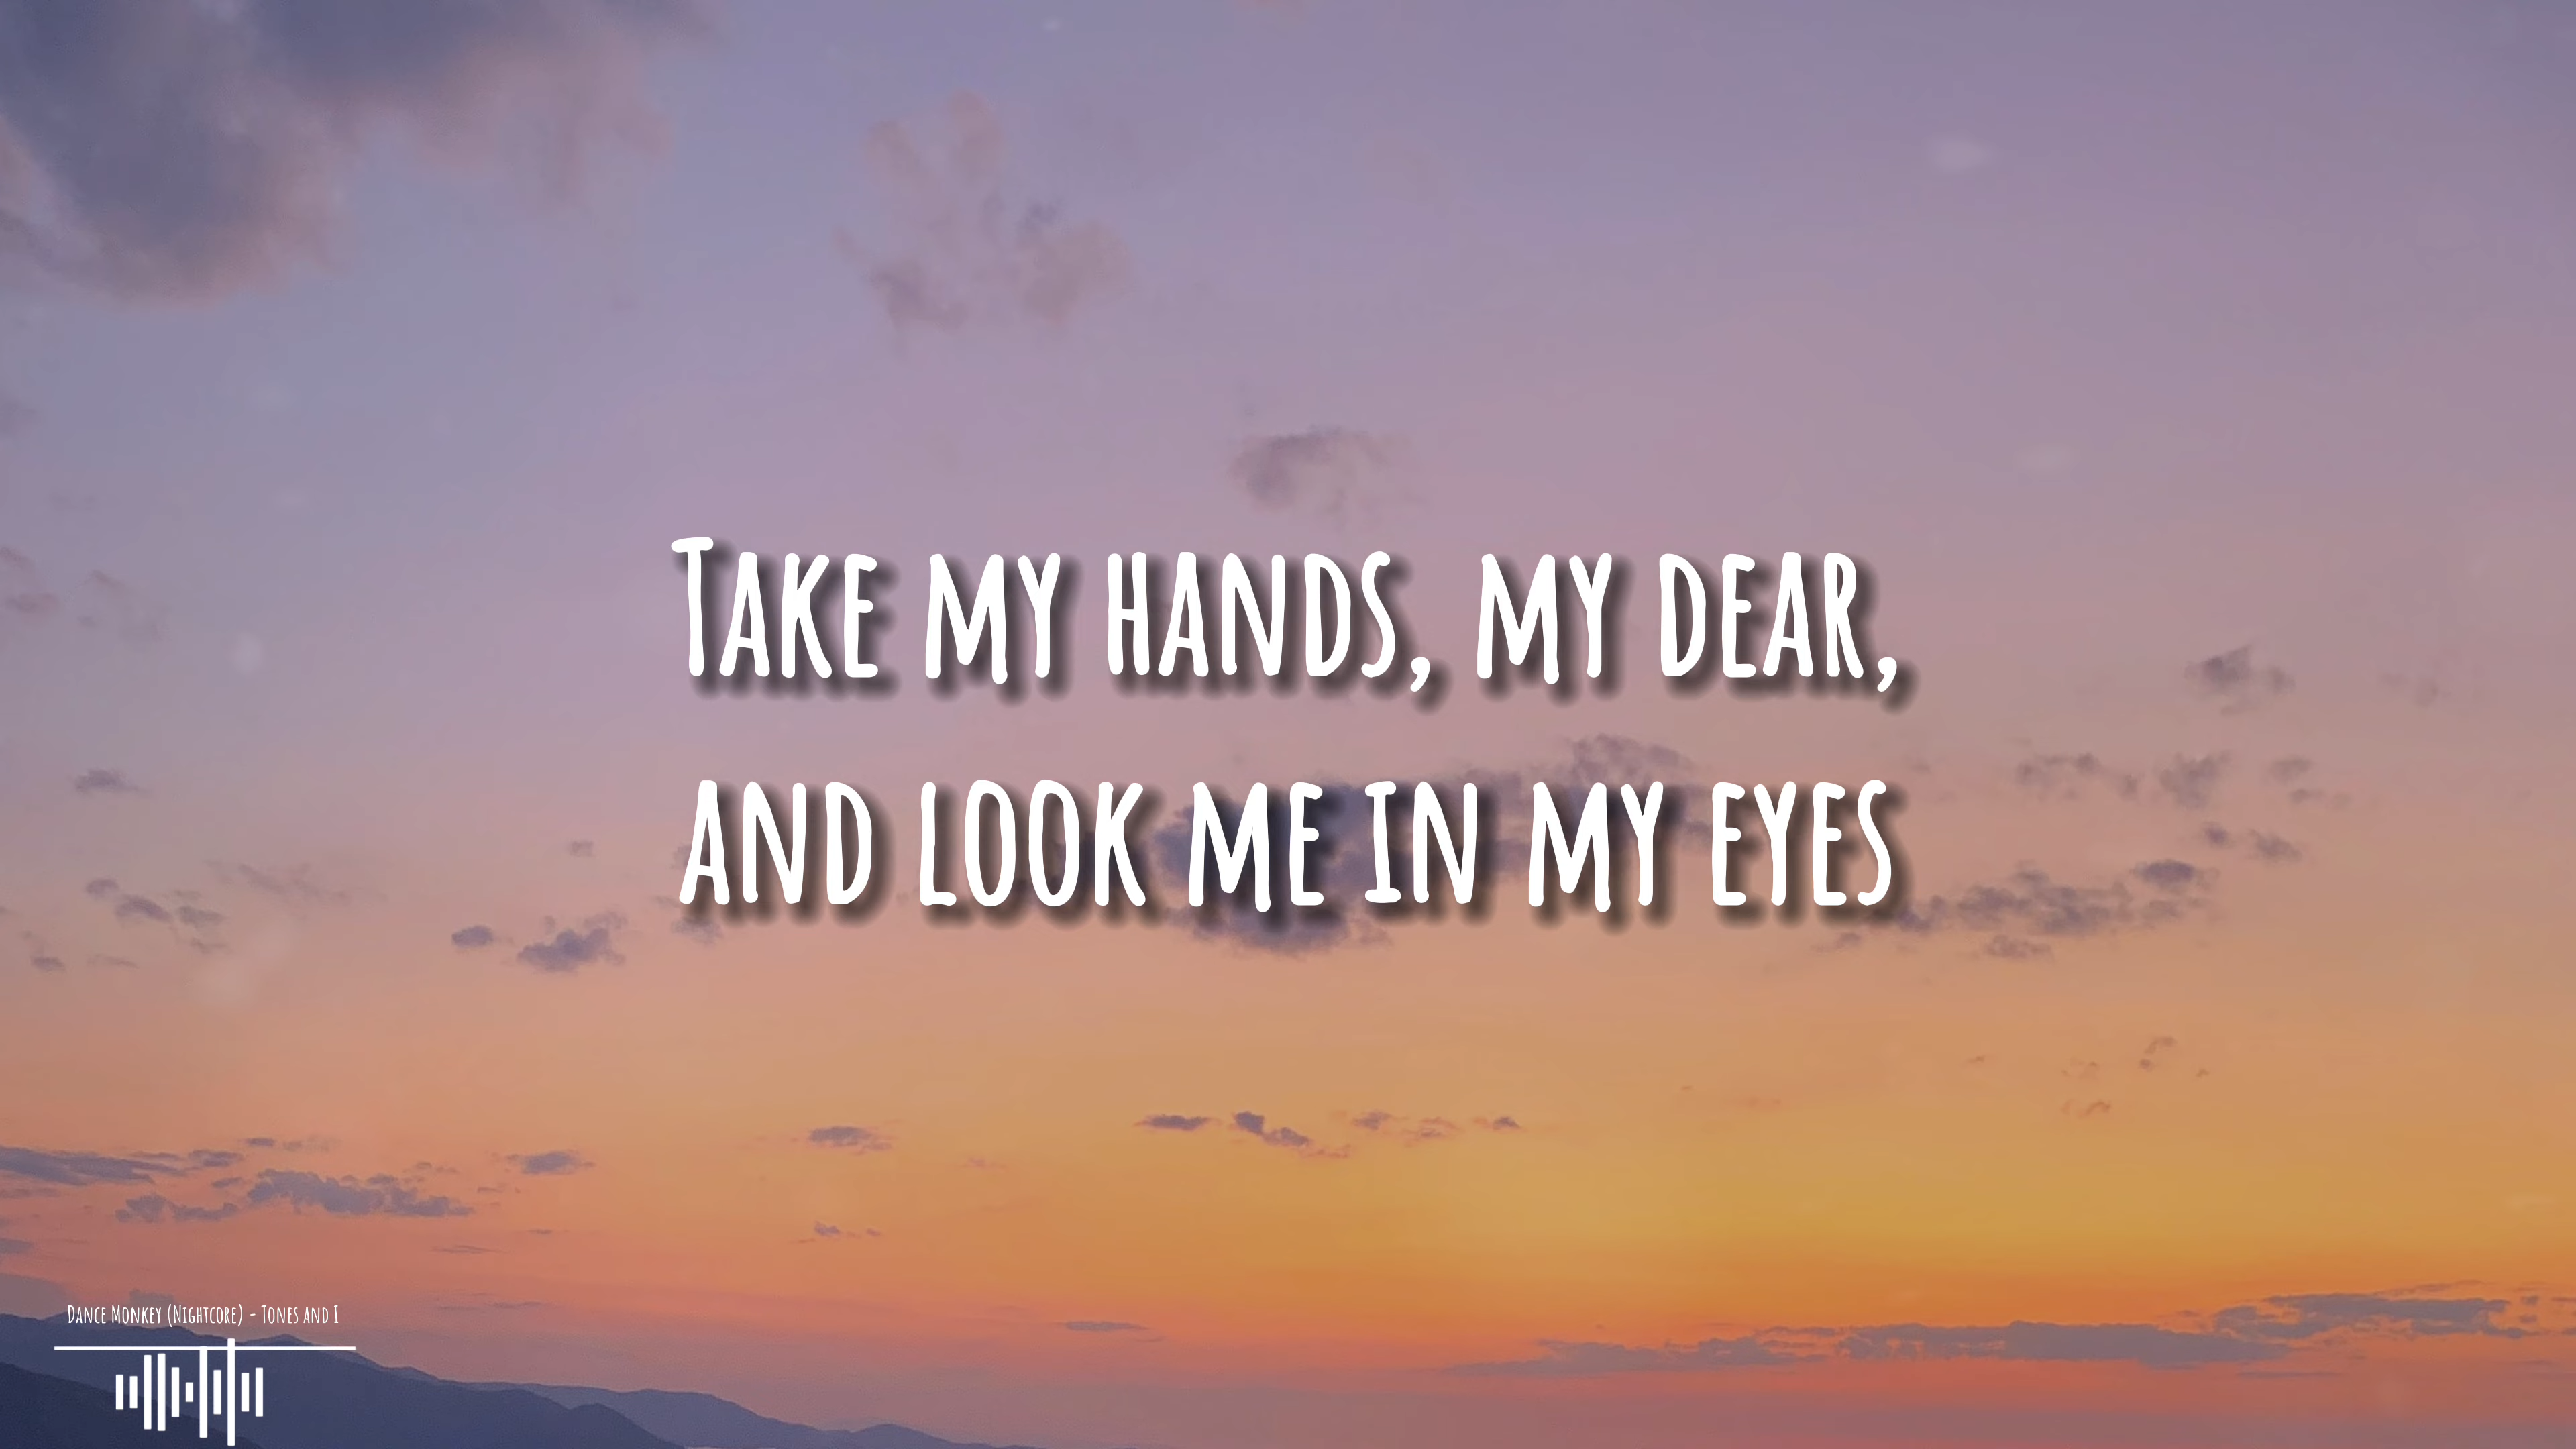 Take my hands, my dear,
and look me in my eyes
Dance Monkey (Nightcore) - Tones and I